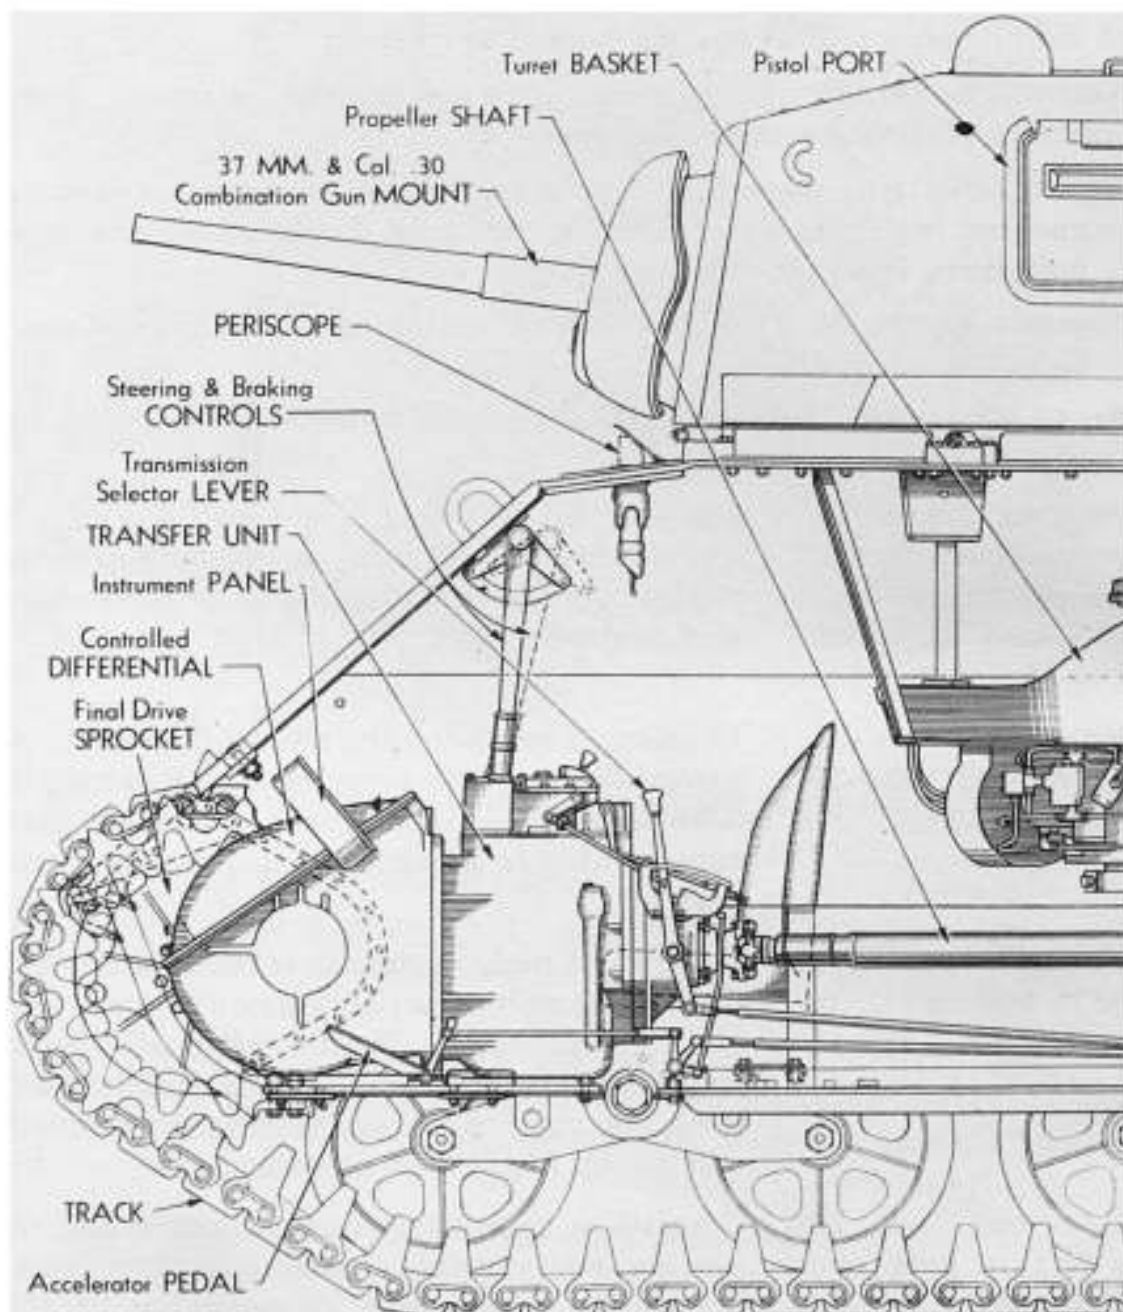 Turret BASKET
Pistol PORT
Propeller SHAFT
37 MM. & Cal. .30
Combination Gun MOUNT
PERISCOPE
Steering & Braking
CONTROLS
Transmission
Selector LEVER
TRANSFER UNIT
Instrument PANEL
Controlled
DIFFERENTIAL
Final Drive
SPROCKET
TRACK
Accelerator PEDAL